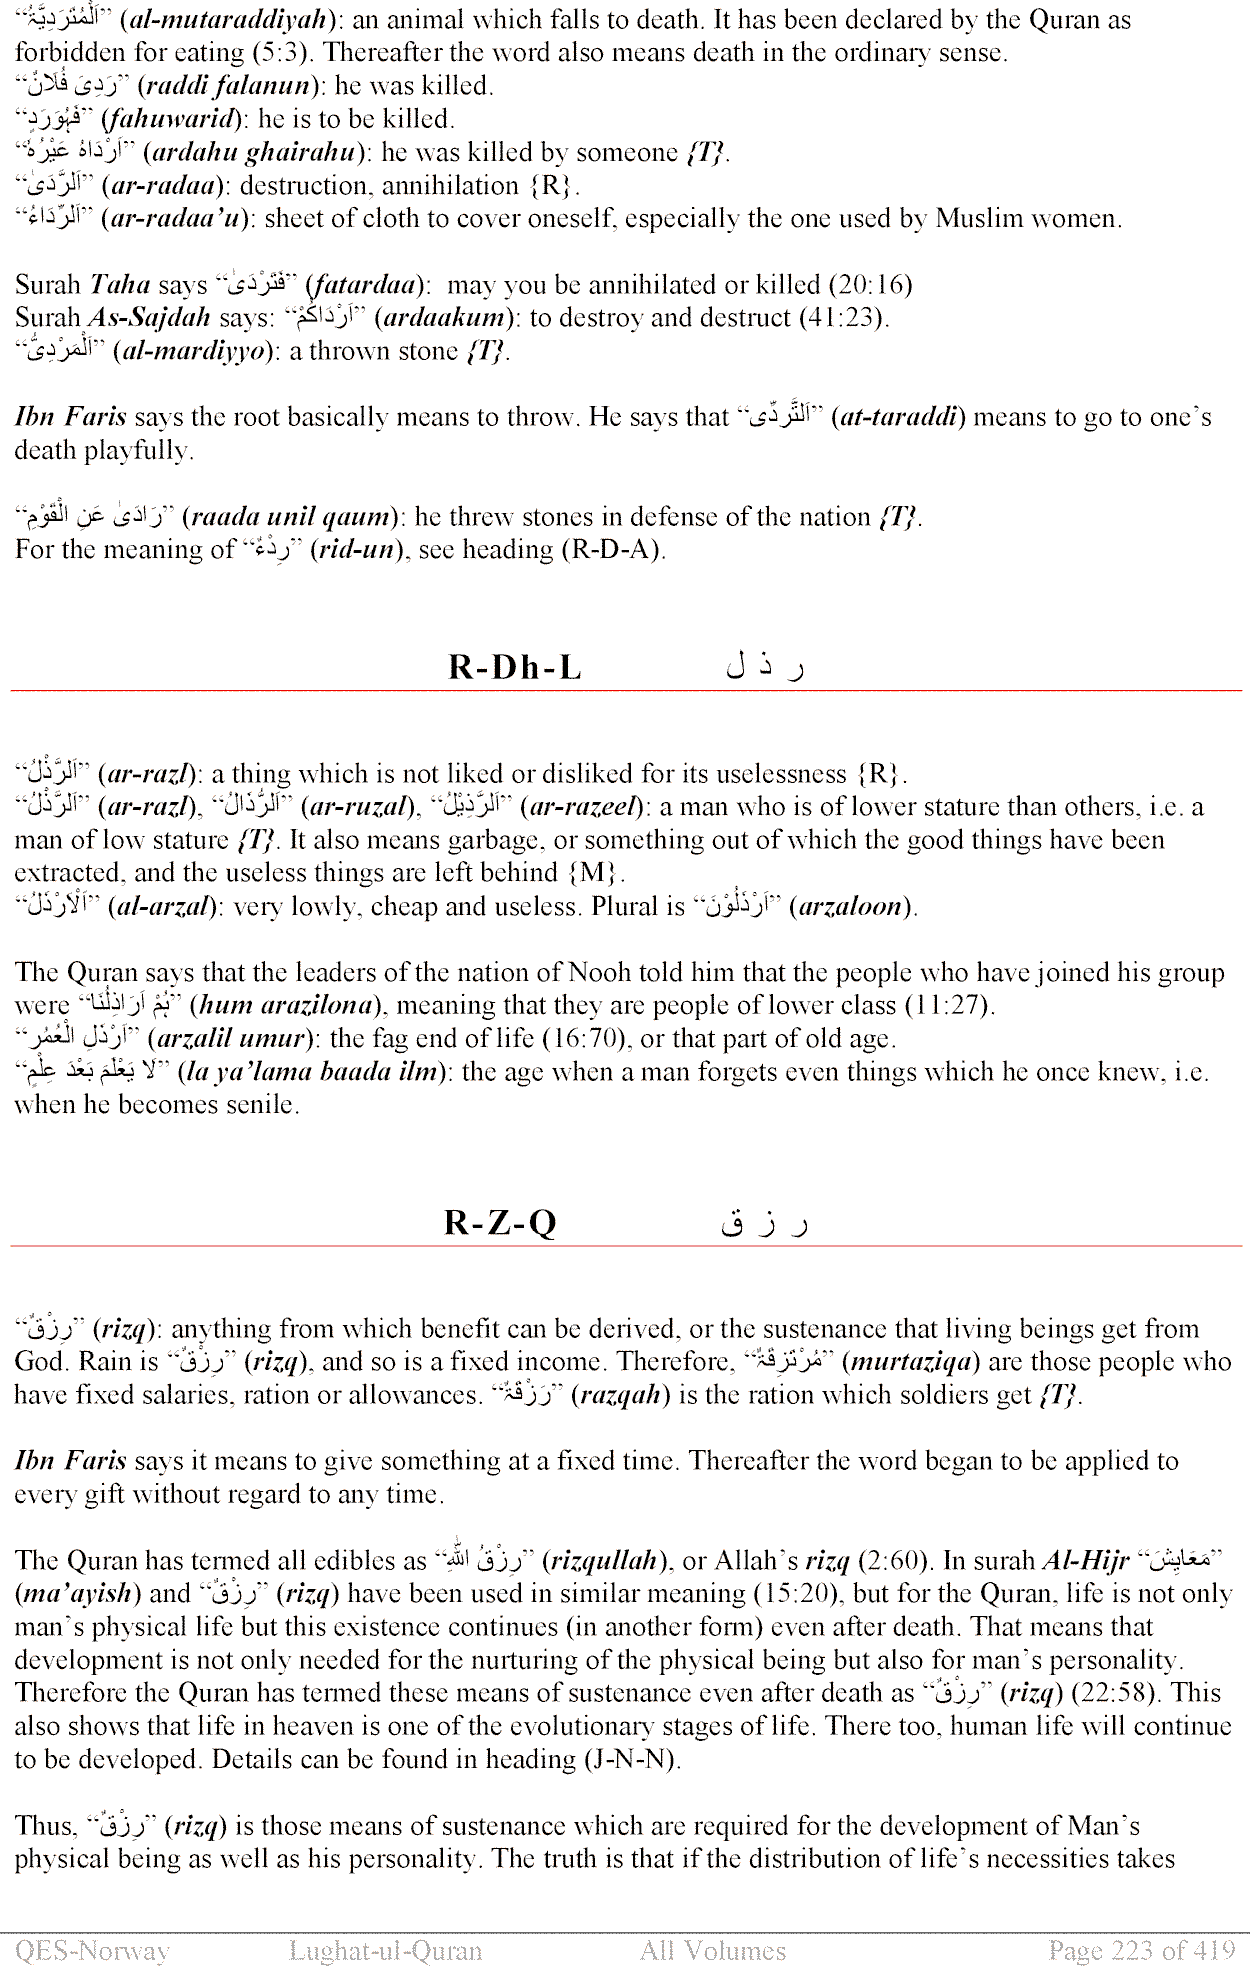 “اَلْمُتَرَدِيَّۃُ” (al-mutaraddiyah): an animal which falls to death. It has been declared by the Quran as
forbidden for eating (5:3). Thereafter the word also means death in the ordinary sense.
“رَدِیَ فُلَانٌ” (raddi falanun): he was killed.
“فَہُوَرَدٍ” (fahuwarid): he is to be killed.
“اَرْدَاہُ غَیْرُہٗ” (ardahu ghairahu): he was killed by someone {T}.
“اَلرَّدَیٰ” (ar-radaa): destruction, annihilation {R}.
“اَلرِّدَاءُ” (ar-radaa’u): sheet of cloth to cover oneself, especially the one used by Muslim women.
Surah Taha says “فَتَرْدَیٰ” (fatardaa): may you be annihilated or killed (20:16)
Surah As-Sajdah says: “اَرْدَاکُمْ” (ardaakum): to destroy and destruct (41:23).
“اَلْمَرْدِیُّ” (al-mardiyyo): a thrown stone {T}.
Ibn Faris says the root basically means to throw. He says that “اَلتَّردِّی” (at-taraddi) means to go to one’s
death playfully.
“رَادَیٰ عَنِ الْقَوْمِ” (raada unil qaum): he threw stones in defense of the nation {T}.
For the meaning of “رِدْءٌ” (rid-un), see heading (R-D-A).
R-Dh-L ر ذ ل
“اَلرَّذْلُ” (ar-razl): a thing which is not liked or disliked for its uselessness {R}.
“اَلرَّذْلُ” (ar-razl), “اَلرُّذَالُ” (ar-ruzal), “اَلرَّذِیْلُ” (ar-razeel): a man who is of lower stature than others, i.e. a
man of low stature {T}. It also means garbage, or something out of which the good things have been
extracted, and the useless things are left behind {M}.
“اَلْاَرْذَلُ” (al-arzal): very lowly, cheap and useless. Plural is “اَرْذَلُوْنَ” (arzaloon).
The Quran says that the leaders of the nation of Nooh told him that the people who have joined his group
were “ہُمْ اَرَاذِلُنَا” (hum arazilona), meaning that they are people of lower class (11:27).
“اَرْذَلِ الْعُمُر” (arzalil umur): the fag end of life (16:70), or that part of old age.
“لَا یَعْلَمَ بَعْدَ عِلْمٍ” (la ya’lama baada ilm): the age when a man forgets even things which he once knew, i.e.
when he becomes senile.
R-Z-Q ر ز ق
“رِزْقٌ” (rizq): anything from which benefit can be derived, or the sustenance that living beings get from
God. Rain is “رِزْقٌ” (rizq), and so is a fixed income. Therefore, “مُرْتَزِقَۃٌ” (murtaziqa) are those people who
have fixed salaries, ration or allowances. “رَزْقَۃٌ” (razqah) is the ration which soldiers get {T}.
Ibn Faris says it means to give something at a fixed time. Thereafter the word began to be applied to
every gift without regard to any time.
The Quran has termed all edibles as “رِزْقُ اللّٰہِ” (rizqullah), or Allah’s rizq (2:60). In surah Al-Hijr “مَعَایِشَ”
(ma’ayish) and “رِزْقٌ” (rizq) have been used in similar meaning (15:20), but for the Quran, life is not only
man’s physical life but this existence continues (in another form) even after death. That means that
development is not only needed for the nurturing of the physical being but also for man’s personality.
Therefore the Quran has termed these means of sustenance even after death as “رِزْقٌ” (rizq) (22:58). This
also shows that life in heaven is one of the evolutionary stages of life. There too, human life will continue
to be developed. Details can be found in heading (J-N-N).
Thus, “رِزْقٌ” (rizq) is those means of sustenance which are required for the development of Man’s
physical being as well as his personality. The truth is that if the distribution of life’s necessities takes
QES-Norway Lughat-ul-Quran All Volumes Page 223 of 419